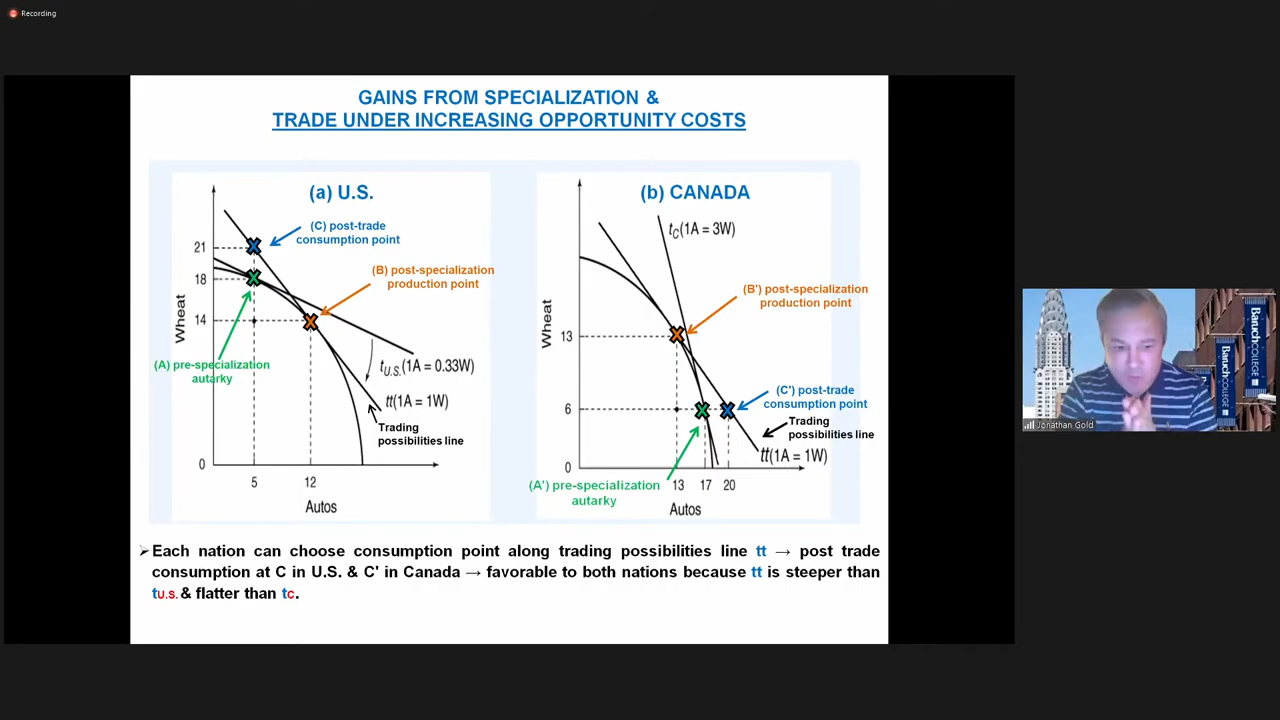 Recording
GAINS FROM SPECIALIZATION &
TRADE UNDER INCREASING OPPORTUNITY COSTS
(a) U.S.
(C) post-trade
consumption point
(B) post-specialization
production point
21
18
14
0
Wheat
(A) pre-specialization
autarky
tU.S.(1A = 0.33W)
tt(1A = 1W)
Trading
possibilities line
5
12
Autos
(b) CANADA
tC(1A = 3W)
(B') post-specialization
production point
Wheat
13
6
0
(C') post-trade
consumption point
Trading
possibilities line
tt(1A = 1W)
(A') pre-specialization
autarky
13
17
20
Autos
➢Each nation can choose consumption point along trading possibilities line tt → post trade
consumption at C in U.S. & C' in Canada → favorable to both nations because tt is steeper than
tU.S. & flatter than tC.
Baruch COLLEGE
Baruch COLLEGE
Jonathan Gold